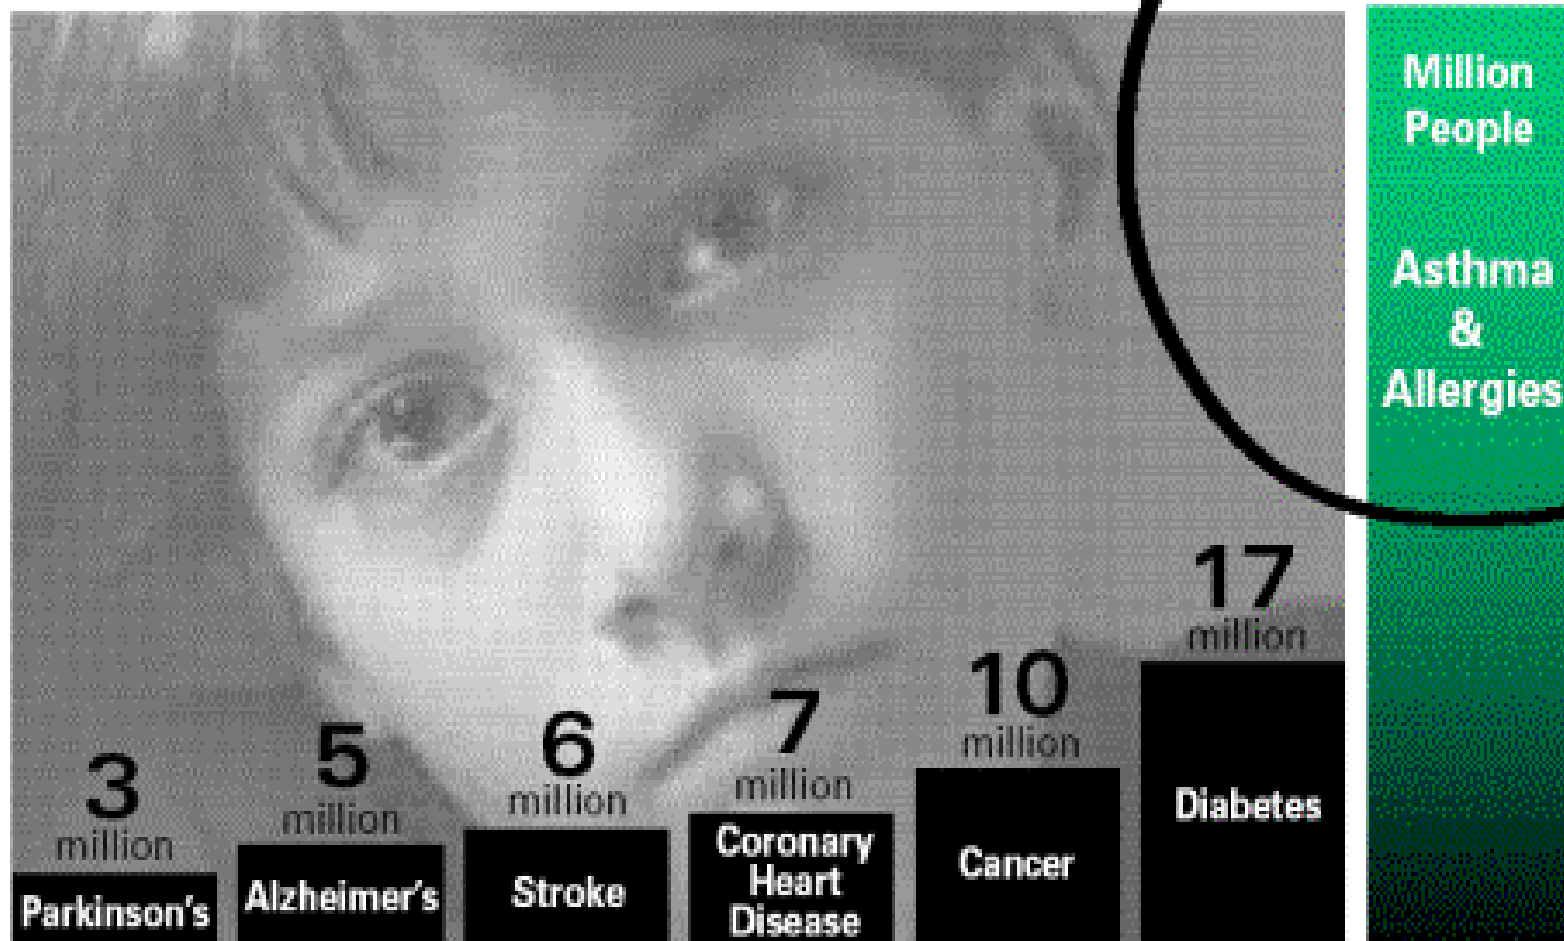 Million
People
Asthma
&
Allergies
17
million
10
million
7
million
6
million
5
million
3
million
Parkinson's
Alzheimer's
Stroke
Coronary
Heart
Disease
Cancer
Diabetes